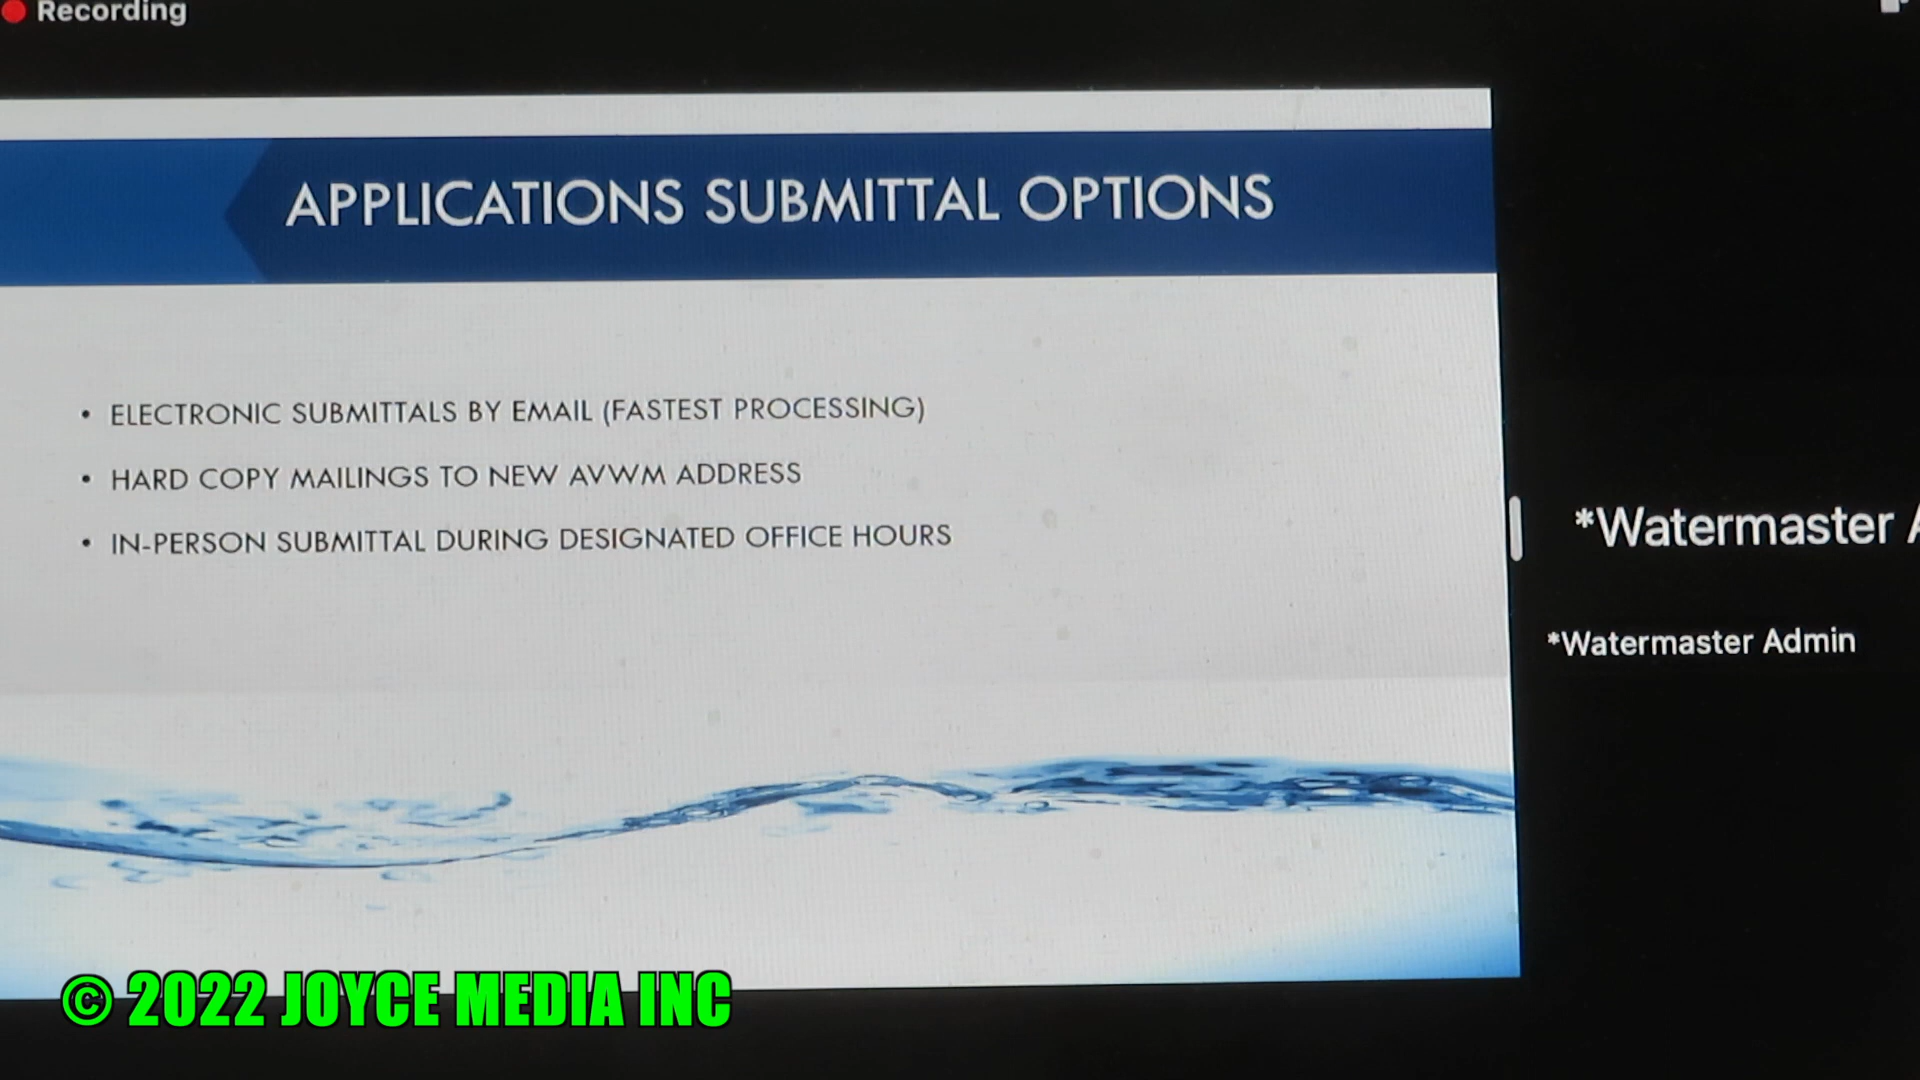 Recording
APPLICATIONS SUBMITTAL OPTIONS
• ELECTRONIC SUBMITTALS BY EMAIL (FASTEST PROCESSING)
• HARD COPY MAILINGS TO NEW AVWM ADDRESS
• IN-PERSON SUBMITTAL DURING DESIGNATED OFFICE HOURS
*Watermaster A
*Watermaster Admin
© 2022 JOYCE MEDIA INC